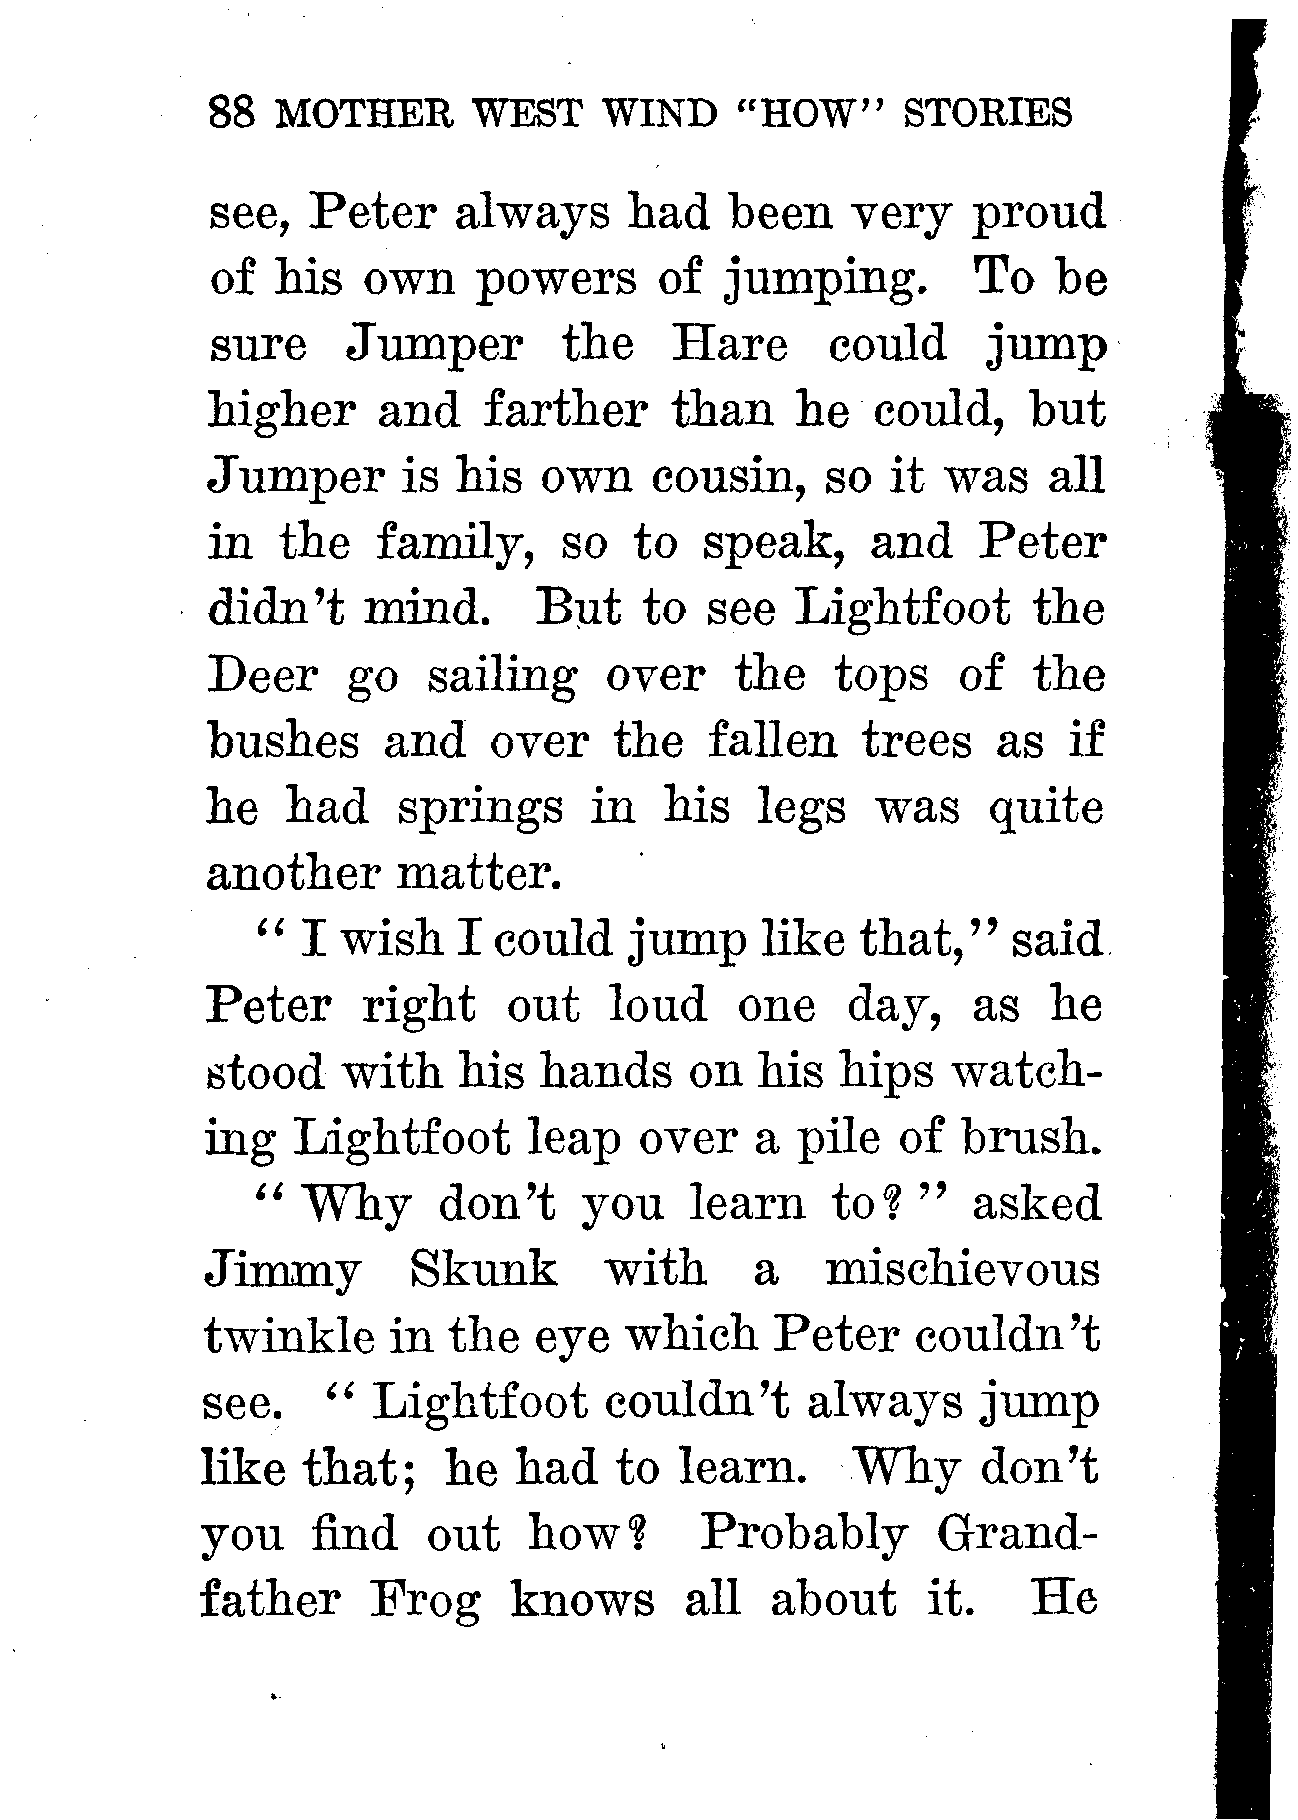 88 MOTHER WEST WIND "HOW" STORIES
see, Peter always had been very proud
of his own powers of jumping. To be
sure Jumper the Hare could jump
higher and farther than he could, but
Jumper is his own cousin, so it was all
in the family, so to speak, and Peter
didn't mind. But to see Lightfoot the
Deer go sailing over the tops of the
bushes and over the fallen trees as if
he had springs in his legs was quite
another matter.
"I wish I could jump like that," said
Peter right out loud one day, as he
stood with his hands on his hips watch-
ing Lightfoot leap over a pile of brush.
"Why don't you learn to?" asked
Jimmy Skunk with a mischievous
twinkle in the eye which Peter couldn't
see. "Lightfoot couldn't always jump
like that; he had to learn. Why don't
you find out how? Probably Grand-
father Frog knows all about it. He